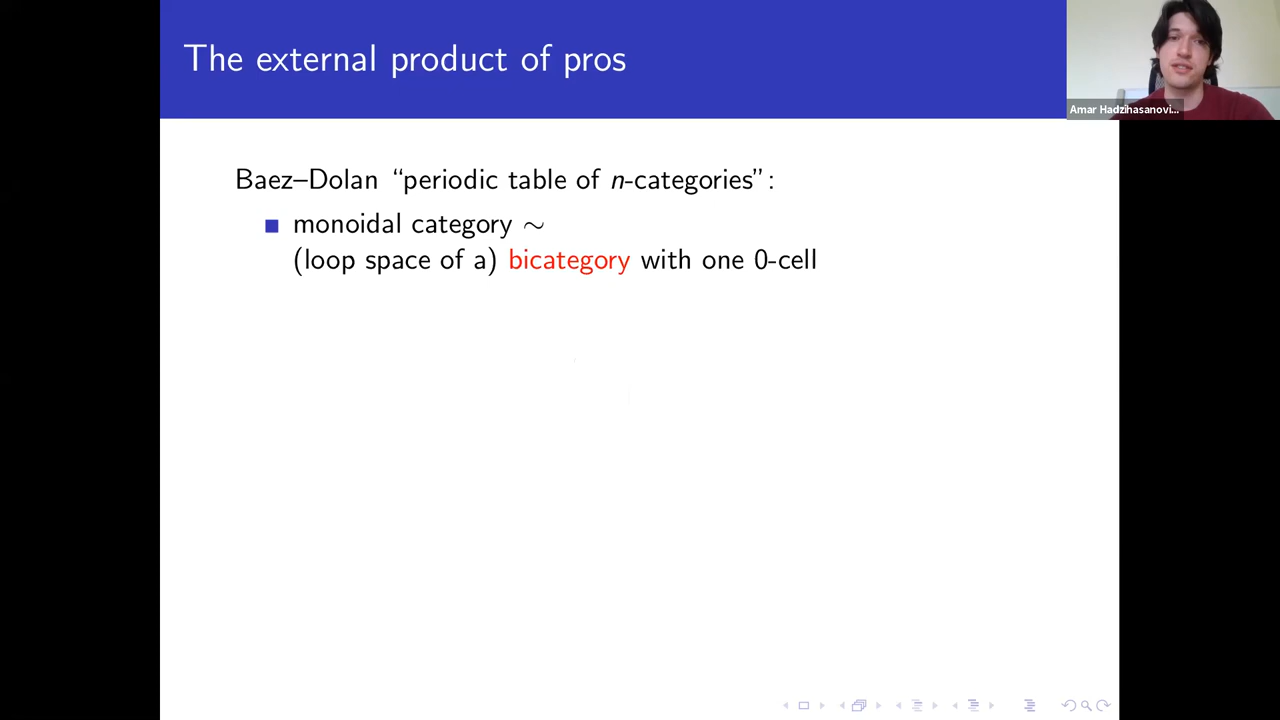 The external product of pros
Amar Hadzihasanovi...
Baez–Dolan “periodic table of n-categories”:
monoidal category ∼
(loop space of a) bicategory with one 0-cell